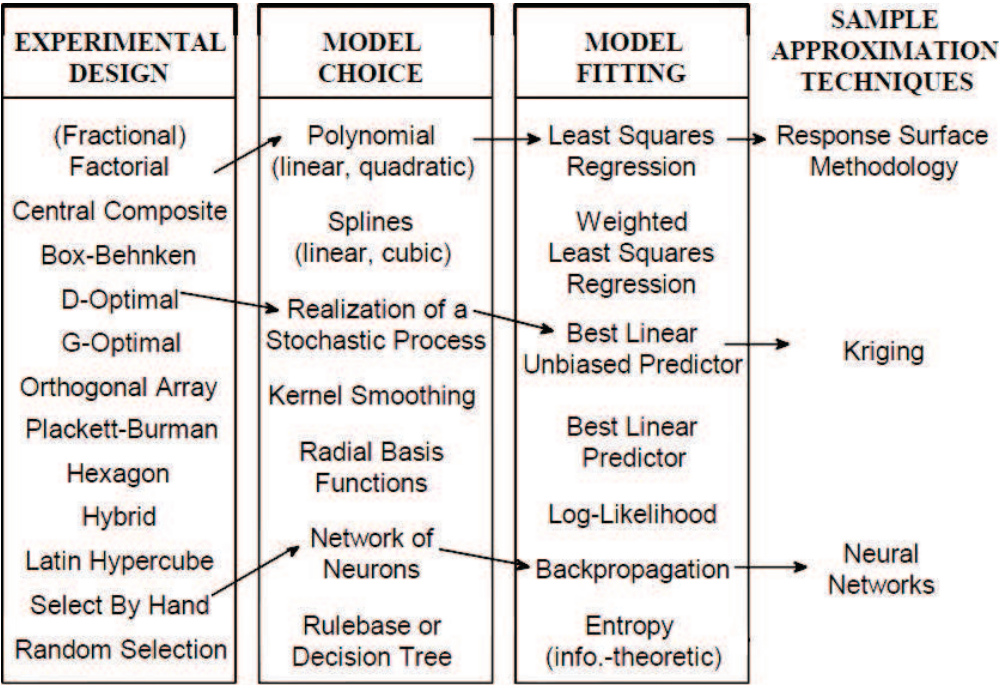 EXPERIMENTAL
DESIGN
(Fractional)
Factorial
Central Composite
Box-Behnken
D-Optimal
G-Optimal
Orthogonal Array
Plackett-Burman
Hexagon
Hybrid
Latin Hypercube
Select By Hand
Random Selection
MODEL
CHOICE
Polynomial
(linear, quadratic)
Splines
(linear, cubic)
Realization of a
Stochastic Process
Kernel Smoothing
Radial Basis
Functions
Network of
Neurons
Rulebase or
Decision Tree
MODEL
FITTING
Least Squares
Regression
Weighted
Least Squares
Regression
Best Linear
Unbiased Predictor
Best Linear
Predictor
Log-Likelihood
Backpropagation
Entropy
(info.-theoretic)
SAMPLE
APPROXIMATION
TECHNIQUES
Response Surface
Methodology
Kriging
Neural
Networks